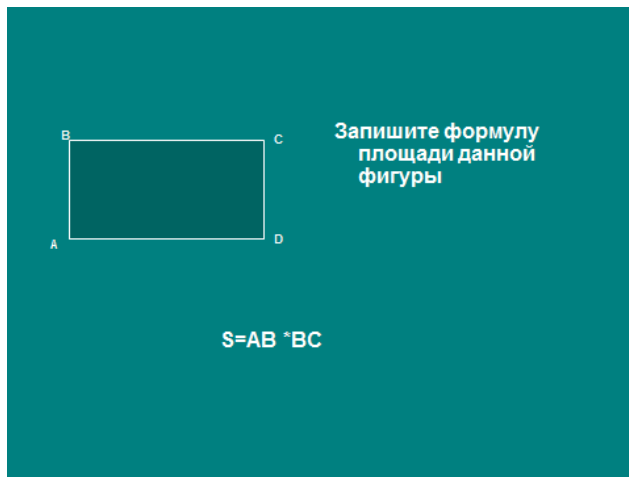 B
C
Запишите формулу
площади данной
фигуры
A
D
S=AB *BC